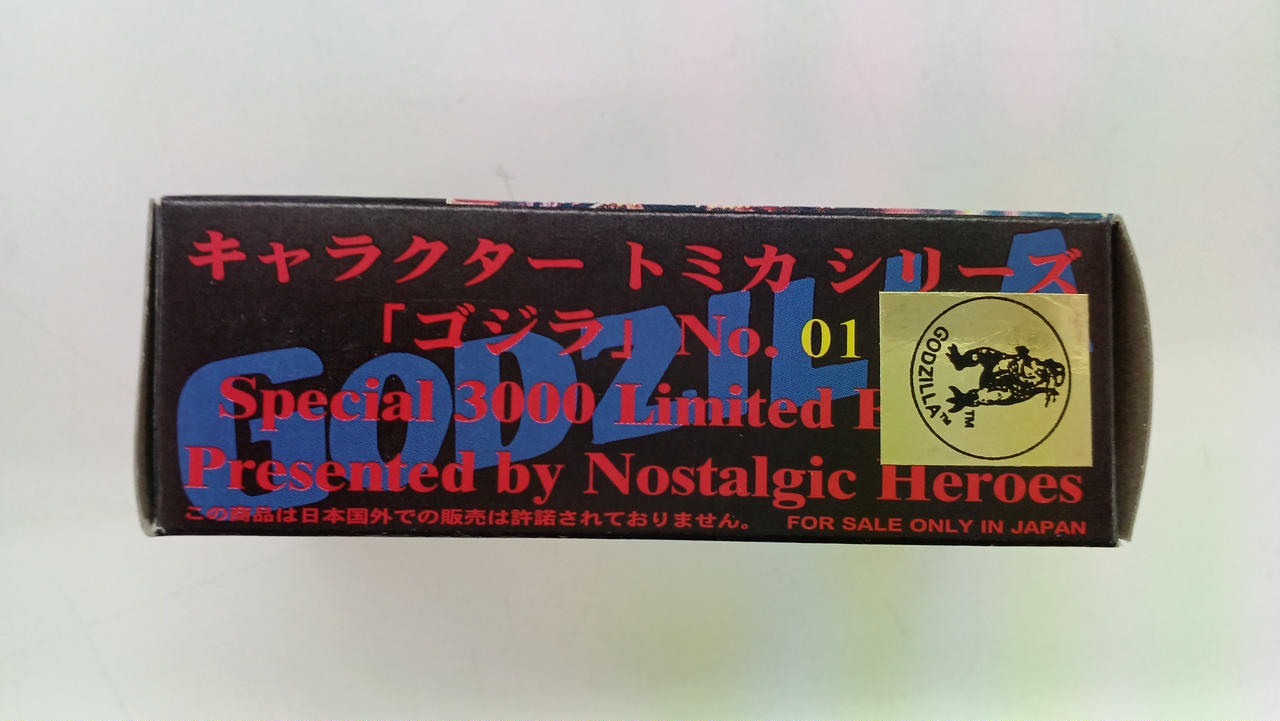 キャラクター トミカ シリーズ
「ゴジラ」 No. 01
Special 3000 Limited
Presented by Nostalgic Heroes
この商品は日本国外での販売は許諾されておりません。 FOR SALE ONLY IN JAPAN
GODZILLA
GODZILLA™
TM